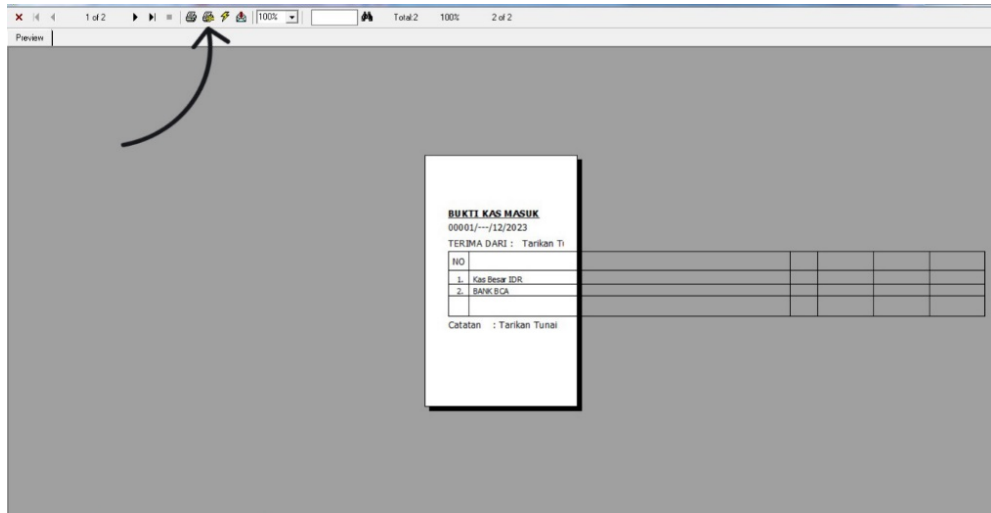 1 of 2 100% Total:2 100% 2 of 2
Preview
BUKTI KAS MASUK
00001/---/12/2023
TERIMA DARI : Tarikan T
NO
1. Kas Besar IDR
2. BANK BCA
Catatan : Tarikan Tunai